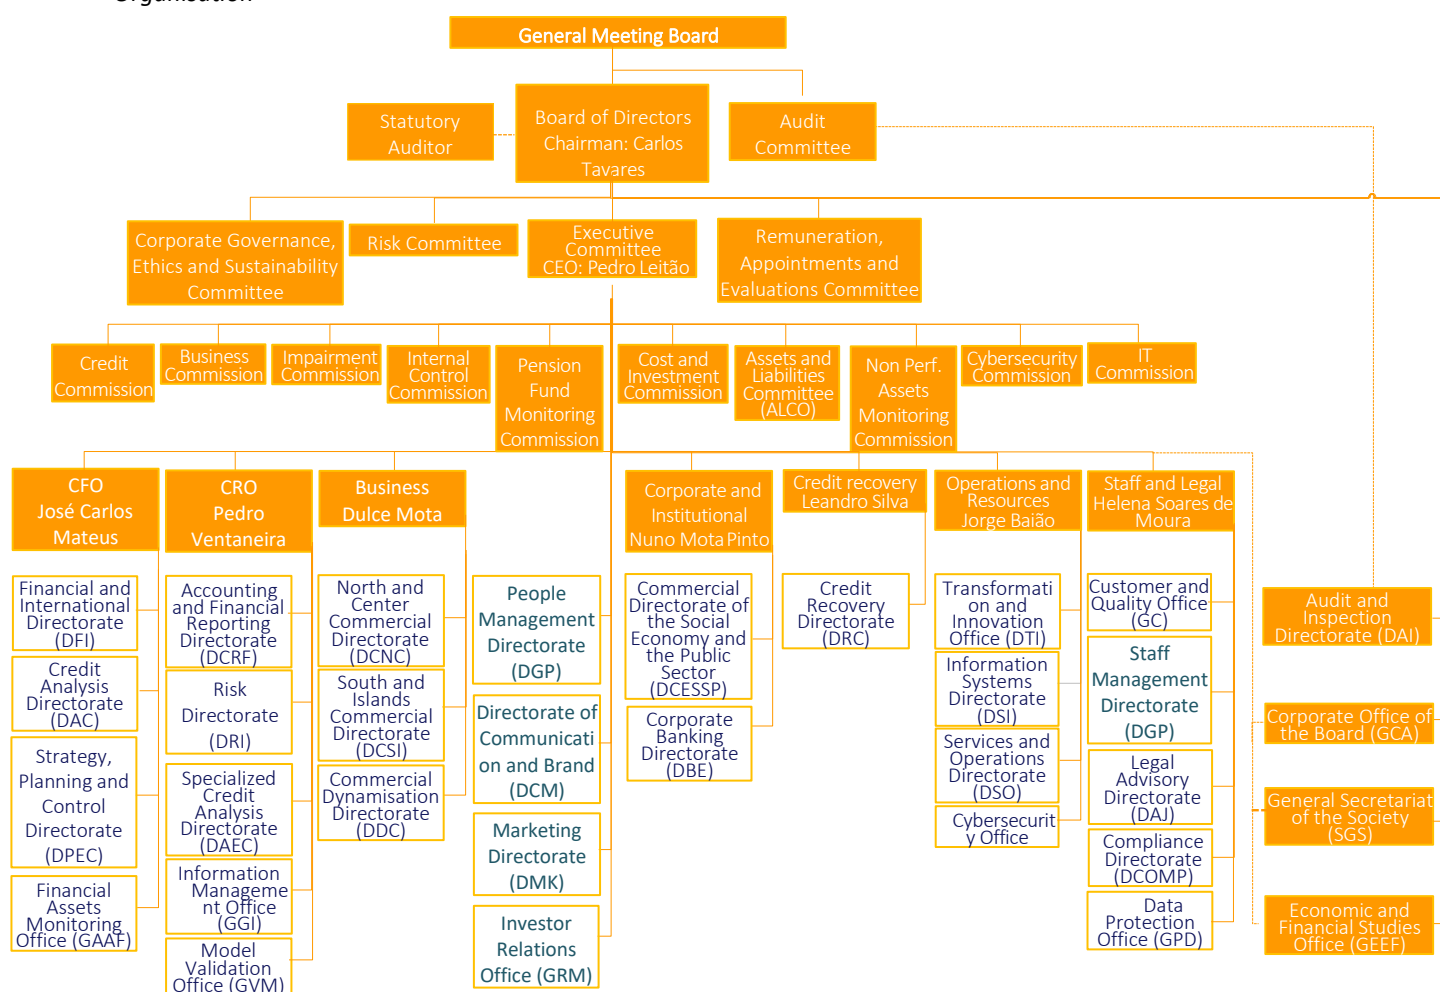 Organisation
General Meeting Board
Statutory
Auditor
Board of Directors
Chairman: Carlos
Tavares
Audit
Committee
Corporate Governance,
Ethics and Sustainability
Committee
Risk Committee
Executive
Committee
CEO: Pedro Leitão
Remuneration,
Appointments and
Evaluations Committee
Credit
Commission
Business
Commission
Impairment
Commission
Internal
Control
Commission
Pension
Fund
Monitoring
Commission
Cost and
Investment
Commission
Assets and
Liabilities
Committee
(ALCO)
Non Perf.
Assets
Monitoring
Commission
Cybersecurity
Commission
IT
Commission
CFO
José Carlos
Mateus
CRO
Pedro
Ventaneira
Business
Dulce Mota
Corporate and
Institutional
Nuno Mota Pinto
Credit recovery
Leandro Silva
Operations and
Resources
Jorge Baião
Staff and Legal
Helena Soares de
Moura
Financial and
International
Directorate
(DFI)
Credit
Analysis
Directorate
(DAC)
Strategy,
Planning and
Control
Directorate
(DPEC)
Financial
Assets
Monitoring
Office (GAAF)
Accounting
and Financial
Reporting
Directorate
(DCRF)
Risk
Directorate
(DRI)
Specialized
Credit
Analysis
Directorate
(DAEC)
Information
Manageme
nt Office
(GGI)
Model
Validation
Office (GVM)
North and
Center
Commercial
Directorate
(DCNC)
South and
Islands
Commercial
Directorate
(DCSI)
Commercial
Dynamisation
Directorate
(DDC)
People
Management
Directorate
(DGP)
Directorate of
Communicati
on and Brand
(DCM)
Marketing
Directorate
(DMK)
Investor
Relations
Office (GRM)
Commercial
Directorate of
the Social
Economy and
the Public
Sector
(DCESSP)
Corporate
Banking
Directorate
(DBE)
Credit
Recovery
Directorate
(DRC)
Transformati
on and
Innovation
Office (DTI)
Information
Systems
Directorate
(DSI)
Services and
Operations
Directorate
(DSO)
Cybersecurit
y Office
Customer and
Quality Office
(GC)
Staff
Management
Directorate
(DGP)
Legal
Advisory
Directorate
(DAJ)
Compliance
Directorate
(DCOMP)
Data
Protection
Office (GPD)
Audit and
Inspection
Directorate (DAI)
Corporate Office of
the Board (GCA)
General Secretariat
of the Society
(SGS)
Economic and
Financial Studies
Office (GEEF)